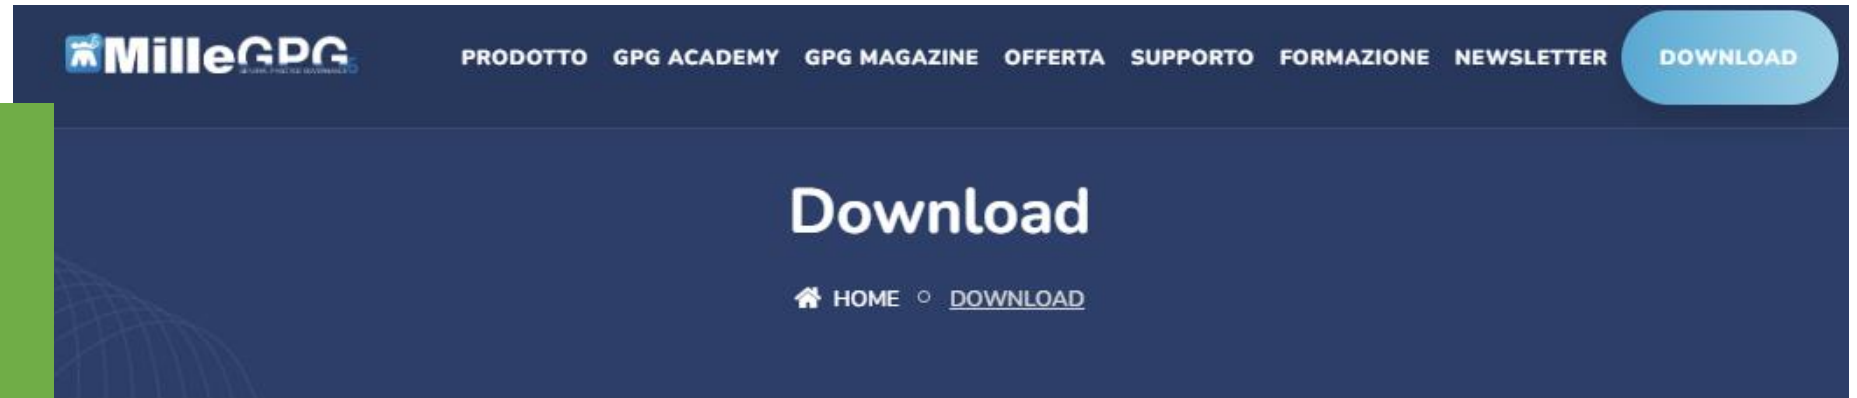 MilleGPG
PRODOTTO GPG ACADEMY GPG MAGAZINE OFFERTA SUPPORTO FORMAZIONE NEWSLETTER DOWNLOAD
Download
HOME DOWNLOAD